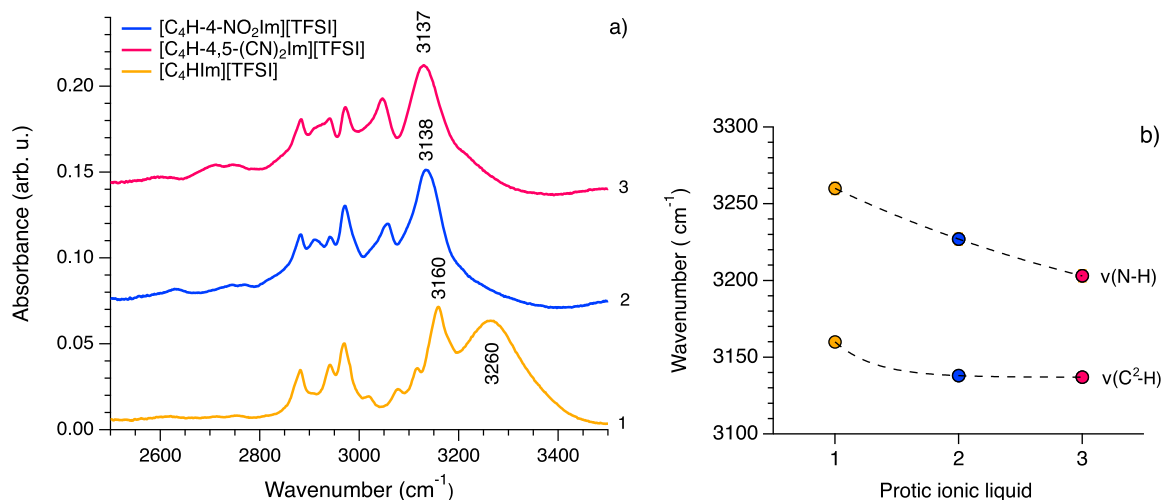 [C₄H-4-NO₂Im][TFSI]
[C₄H-4,5-(CN)₂Im][TFSI]
[C₄HIm][TFSI]
a)
3137
3138
3160
3260
3
2
1
Absorbance (arb. u.)
0.20
0.15
0.10
0.05
0.00
2600 2800 3000 3200 3400
Wavenumber (cm⁻¹)
b)
Wavenumber ( cm⁻¹)
3300
3250
3200
3150
3100
ν(N-H)
ν(C²-H)
1 2 3
Protic ionic liquid